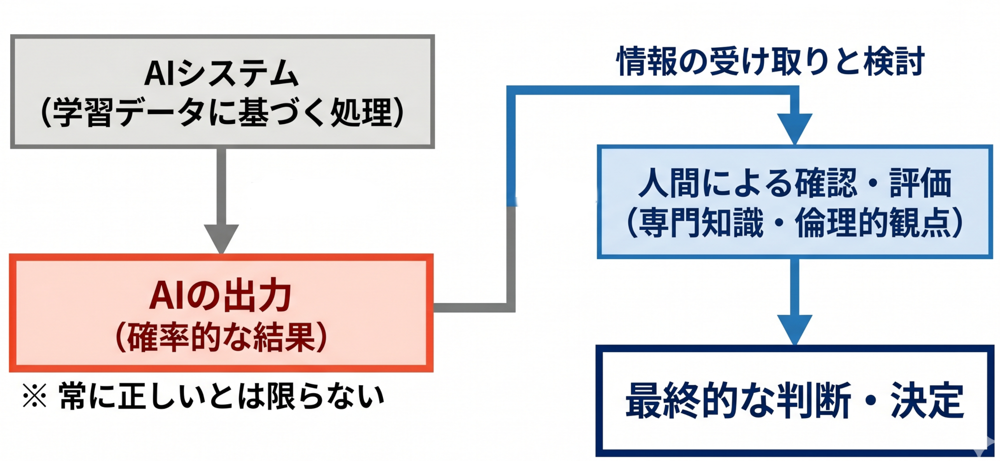 AIシステム
（学習データに基づく処理）
AIの出力
（確率的な結果）
※ 常に正しいとは限らない
情報の受け取りと検討
人間による確認・評価
（専門知識・倫理的観点）
最終的な判断・決定